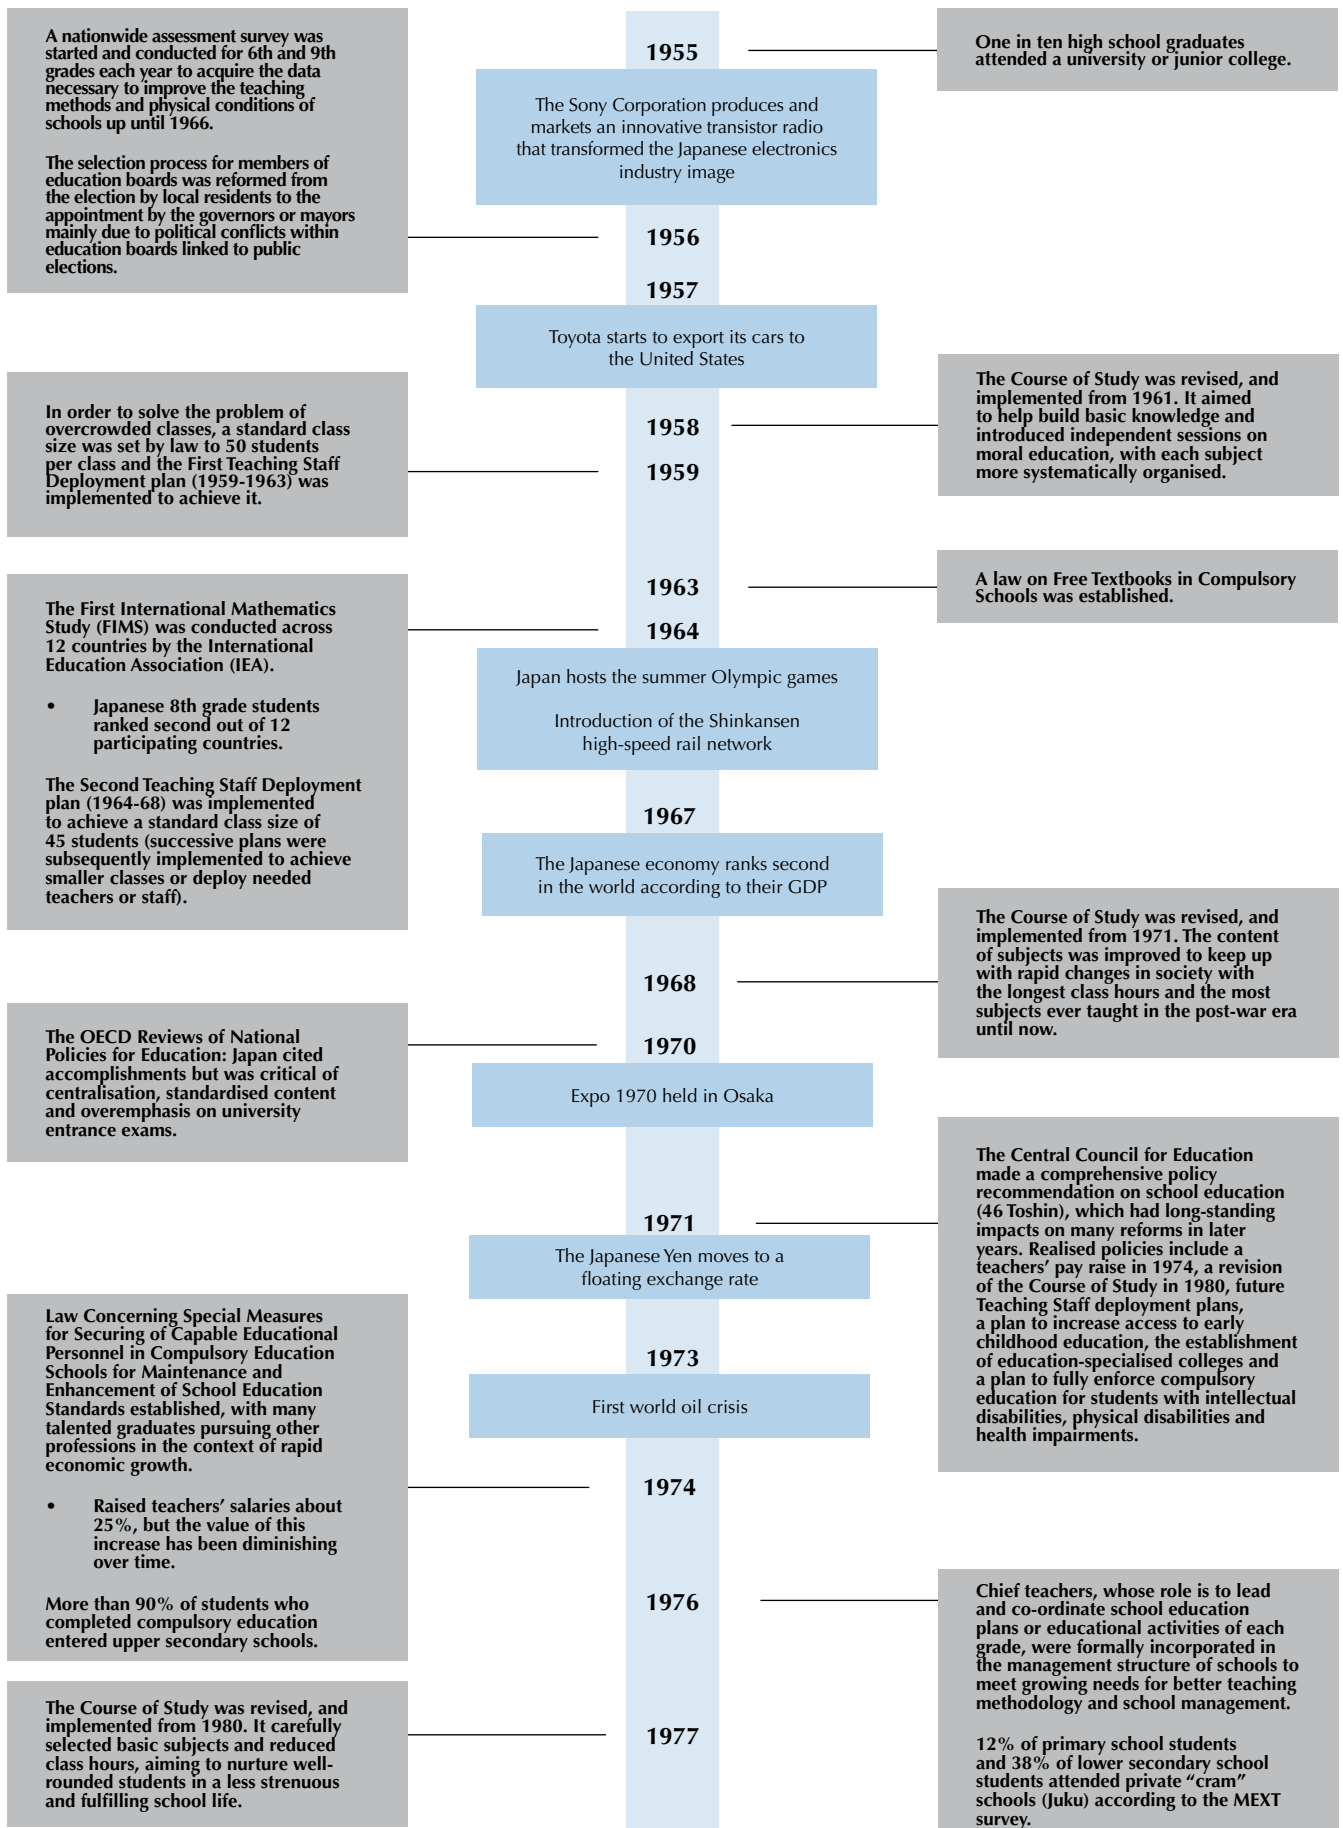 A nationwide assessment survey was
started and conducted for 6th and 9th
grades each year to acquire the data
necessary to improve the teaching
methods and physical conditions of
schools up until 1966.
The selection process for members of
education boards was reformed from
the election by local residents to the
appointment by the governors or mayors
mainly due to political conflicts within
education boards linked to public
elections.
1955
One in ten high school graduates
attended a university or junior college.
The Sony Corporation produces and
markets an innovative transistor radio
that transformed the Japanese electronics
industry image
1956
1957
Toyota starts to export its cars to
the United States
The Course of Study was revised, and
implemented from 1961. It aimed
to help build basic knowledge and
introduced independent sessions on
moral education, with each subject
more systematically organised.
1958
In order to solve the problem of
overcrowded classes, a standard class
size was set by law to 50 students
per class and the First Teaching Staff
Deployment plan (1959-1963) was
implemented to achieve it.
1959
1963
A law on Free Textbooks in Compulsory
Schools was established.
The First International Mathematics
Study (FIMS) was conducted across
12 countries by the International
Education Association (IEA).
• Japanese 8th grade students
ranked second out of 12
participating countries.
The Second Teaching Staff Deployment
plan (1964-68) was implemented
to achieve a standard class size of
45 students (successive plans were
subsequently implemented to achieve
smaller classes or deploy needed
teachers or staff).
1964
Japan hosts the summer Olympic games
Introduction of the Shinkansen
high-speed rail network
1967
The Japanese economy ranks second
in the world according to their GDP
The Course of Study was revised, and
implemented from 1971. The content
of subjects was improved to keep up
with rapid changes in society with
the longest class hours and the most
subjects ever taught in the post-war era
until now.
1968
The OECD Reviews of National
Policies for Education: Japan cited
accomplishments but was critical of
centralisation, standardised content
and overemphasis on university
entrance exams.
1970
Expo 1970 held in Osaka
The Central Council for Education
made a comprehensive policy
recommendation on school education
(46 Toshin), which had long-standing
impacts on many reforms in later
years. Realised policies include a
teachers' pay raise in 1974, a revision
of the Course of Study in 1980, future
Teaching Staff deployment plans,
a plan to increase access to early
childhood education, the establishment
of education-specialised colleges and
a plan to fully enforce compulsory
education for students with intellectual
disabilities, physical disabilities and
health impairments.
1971
The Japanese Yen moves to a
floating exchange rate
Law Concerning Special Measures
for Securing of Capable Educational
Personnel in Compulsory Education
Schools for Maintenance and
Enhancement of School Education
Standards established, with many
talented graduates pursuing other
professions in the context of rapid
economic growth.
• Raised teachers' salaries about
25%, but the value of this
increase has been diminishing
over time.
More than 90% of students who
completed compulsory education
entered upper secondary schools.
1973
First world oil crisis
1974
1976
Chief teachers, whose role is to lead
and co-ordinate school education
plans or educational activities of each
grade, were formally incorporated in
the management structure of schools to
meet growing needs for better teaching
methodology and school management.
12% of primary school students
and 38% of lower secondary school
students attended private “cram”
schools (Juku) according to the MEXT
survey.
The Course of Study was revised, and
implemented from 1980. It carefully
selected basic subjects and reduced
class hours, aiming to nurture well-
rounded students in a less strenuous
and fulfilling school life.
1977